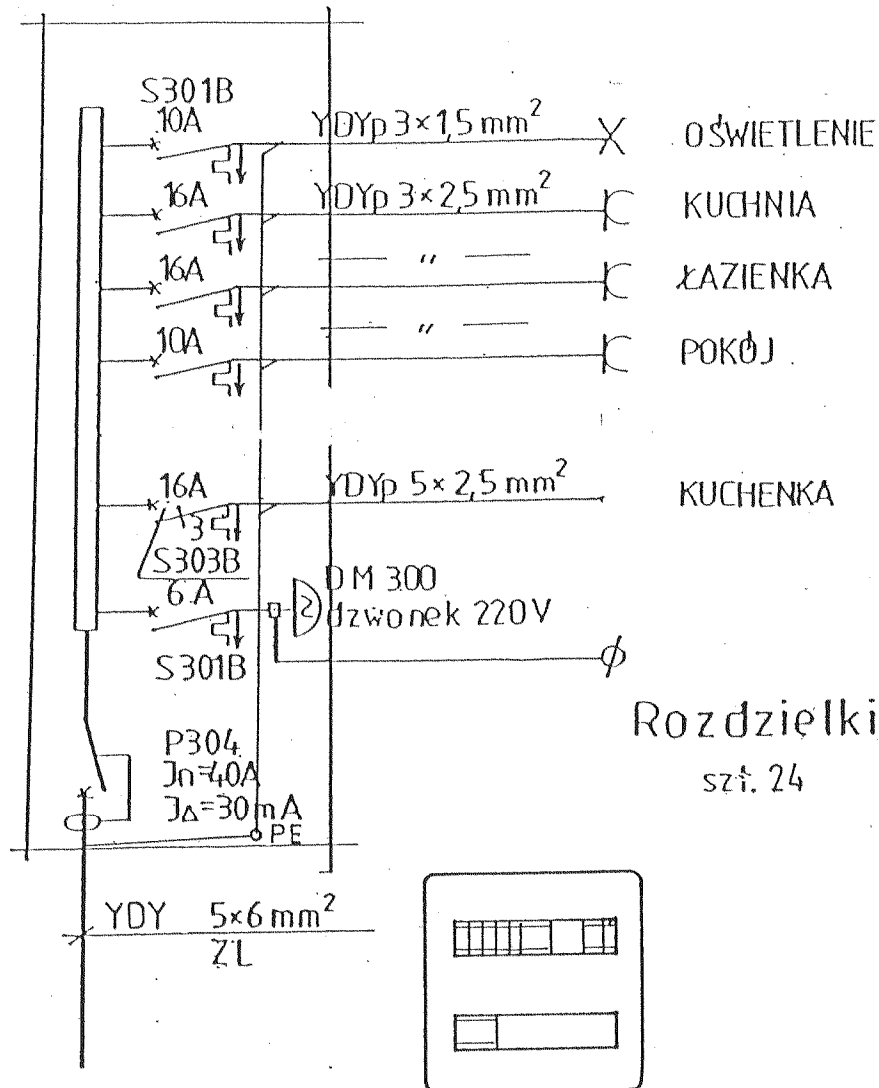 S301B
10A YDYp 3×1,5 mm² OŚWIETLENIE
16A YDYp 3×2,5 mm² KUCHNIA
16A — " — ŁAZIENKA
10A — " — POKÓJ
16A YDYp 5×2,5 mm² KUCHENKA
3
S303B
6A DM 300
dzwonek 220V
S301B
P304
Jn=40A
J∆=30mA
PE
Rozdzielki
szt. 24
YDY 5×6 mm²
ZL